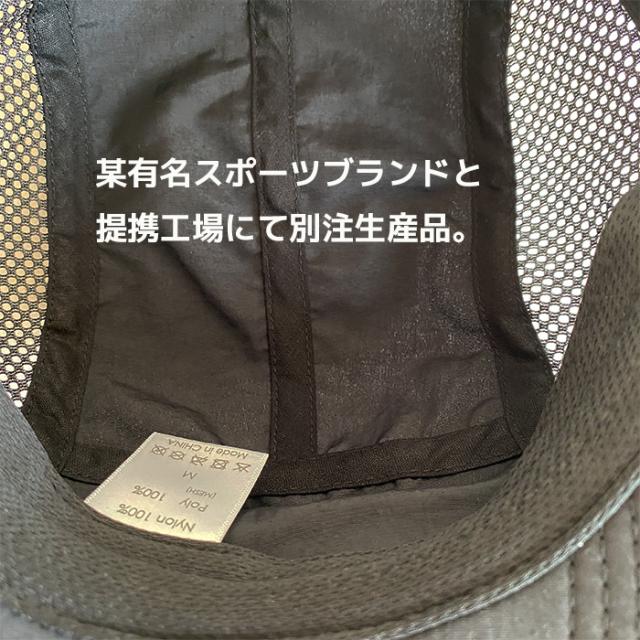 某有名スポーツブランドと
提携工場にて別注生産品。
Nylon 100%
Poly 100%
(MESH)
M
Made in CHINA